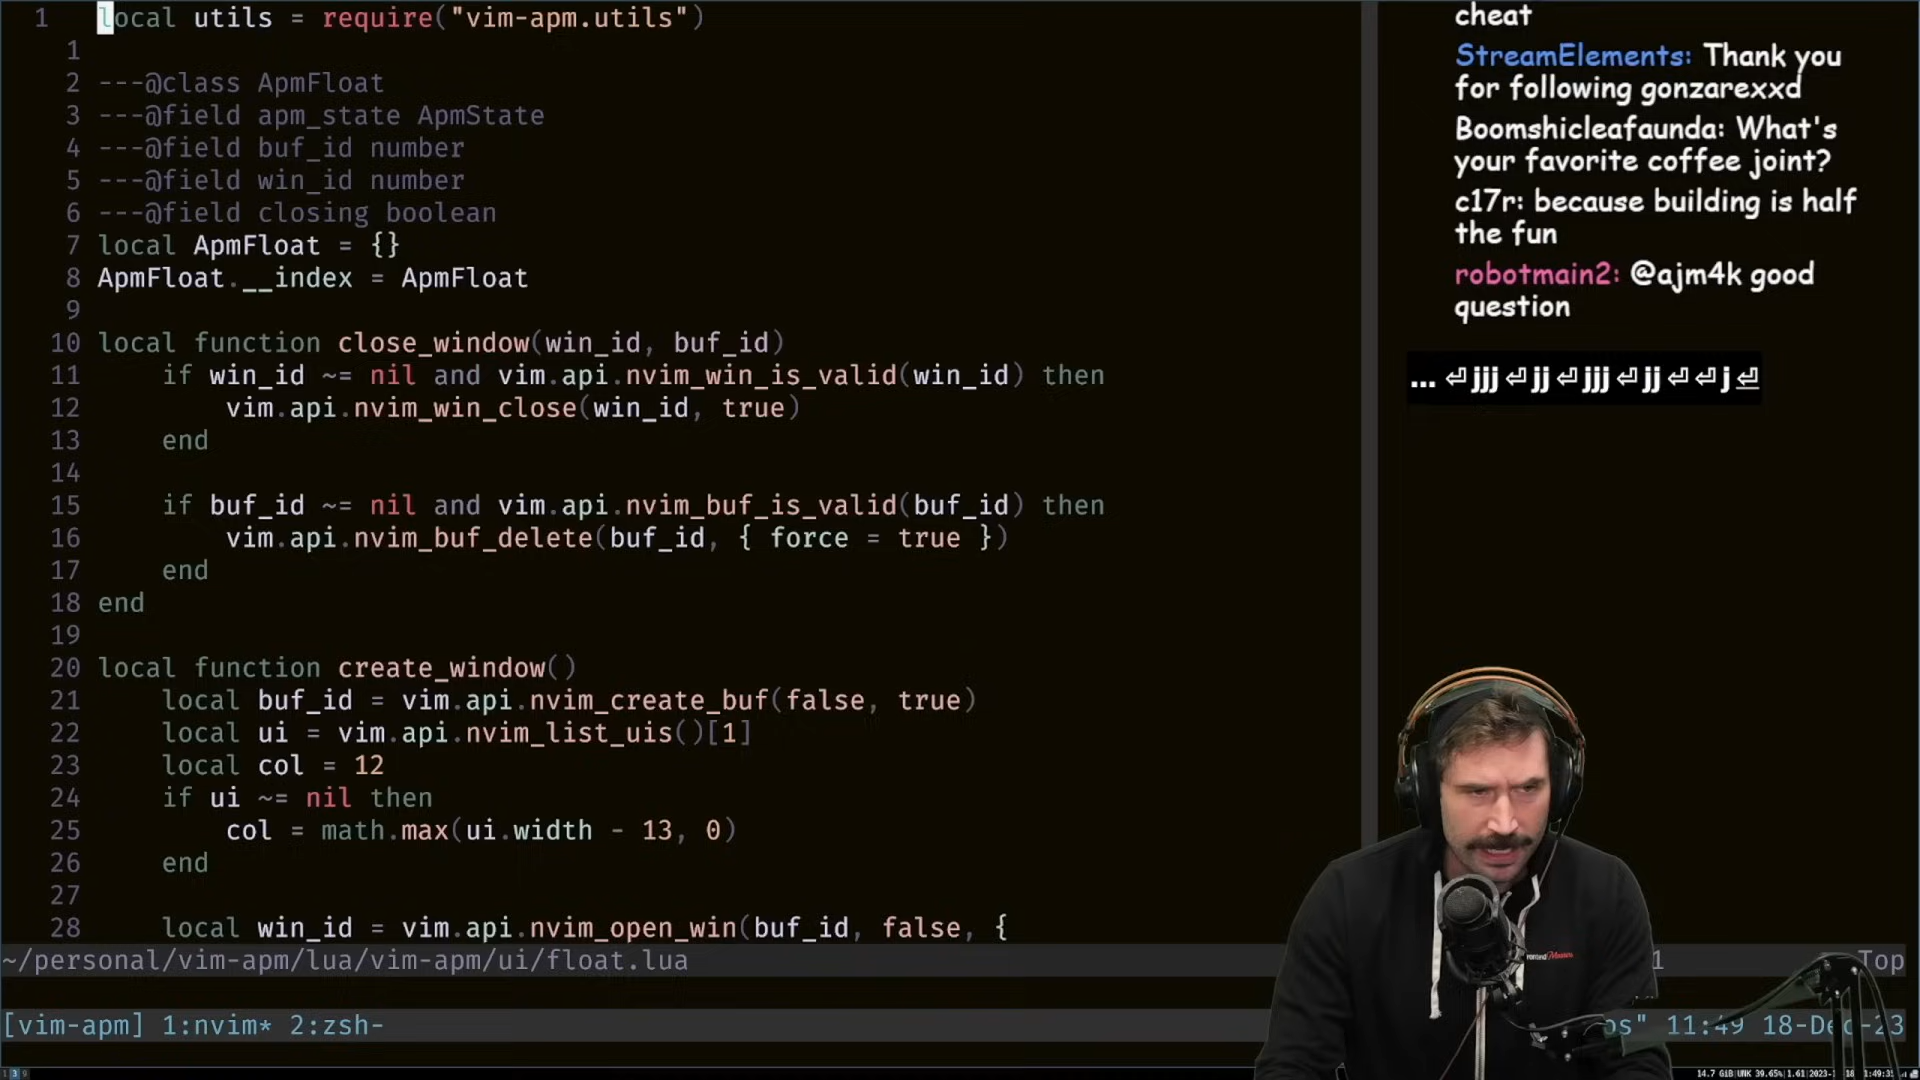 1 local utils = require("vim-apm.utils")
1
2 ---@class ApmFloat
3 ---@field apm_state ApmState
4 ---@field buf_id number
5 ---@field win_id number
6 ---@field closing boolean
7 local ApmFloat = {}
8 ApmFloat.__index = ApmFloat
9
10 local function close_window(win_id, buf_id)
11 if win_id ~= nil and vim.api.nvim_win_is_valid(win_id) then
12 vim.api.nvim_win_close(win_id, true)
13 end
14
15 if buf_id ~= nil and vim.api.nvim_buf_is_valid(buf_id) then
16 vim.api.nvim_buf_delete(buf_id, { force = true })
17 end
18 end
19
20 local function create_window()
21 local buf_id = vim.api.nvim_create_buf(false, true)
22 local ui = vim.api.nvim_list_uis()[1]
23 local col = 12
24 if ui ~= nil then
25 col = math.max(ui.width - 13, 0)
26 end
27
28 local win_id = vim.api.nvim_open_win(buf_id, false, {
~/personal/vim-apm/lua/vim-apm/ui/float.lua
1 Top
[vim-apm] 1:nvim* 2:zsh-
os" 11:49 18-Dec-23
cheat
StreamElements: Thank you
for following gonzarexxd
Boomshicleafaunda: What's
your favorite coffee joint?
c17r: because building is half
the fun
robotmain2: @ajm4k good
question
... ⏎jjj⏎jj⏎jjj⏎jj⏎⏎j⏎